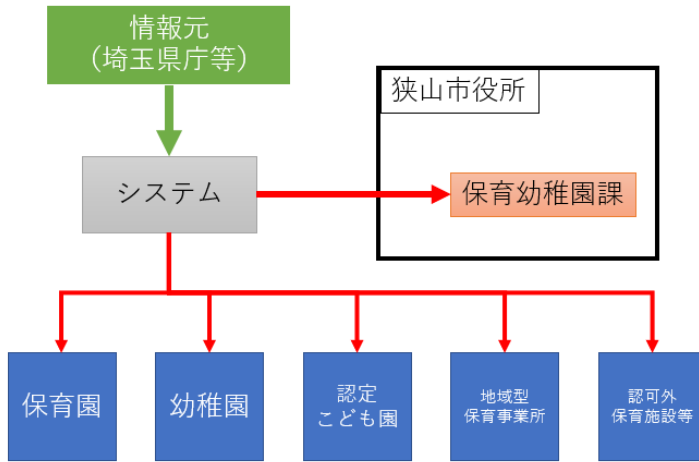 情報元
（埼玉県庁等）
狭山市役所
システム
保育幼稚園課
保育園
幼稚園
認定
こども園
地域型
保育事業所
認可外
保育施設等